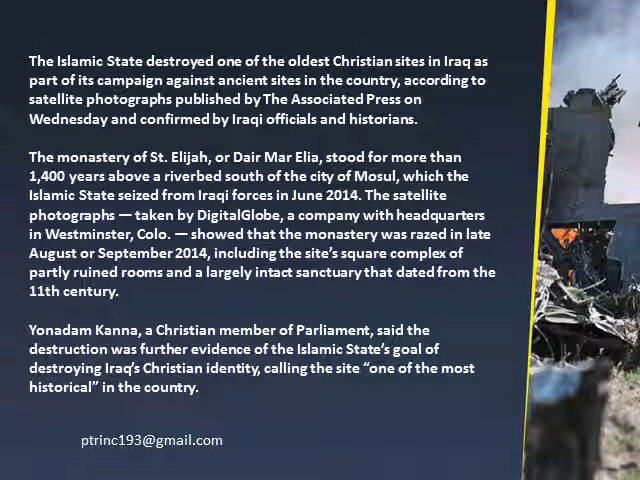 The Islamic State destroyed one of the oldest Christian sites in Iraq as
part of its campaign against ancient sites in the country, according to
satellite photographs published by The Associated Press on
Wednesday and confirmed by Iraqi officials and historians.
The monastery of St. Elijah, or Dair Mar Elia, stood for more than
1,400 years above a riverbed south of the city of Mosul, which the
Islamic State seized from Iraqi forces in June 2014. The satellite
photographs — taken by DigitalGlobe, a company with headquarters
in Westminster, Colo. — showed that the monastery was razed in late
August or September 2014, including the site’s square complex of
partly ruined rooms and a largely intact sanctuary that dated from the
11th century.
Yonadam Kanna, a Christian member of Parliament, said the
destruction was further evidence of the Islamic State’s goal of
destroying Iraq’s Christian identity, calling the site “one of the most
historical” in the country.
ptrinc193@gmail.com